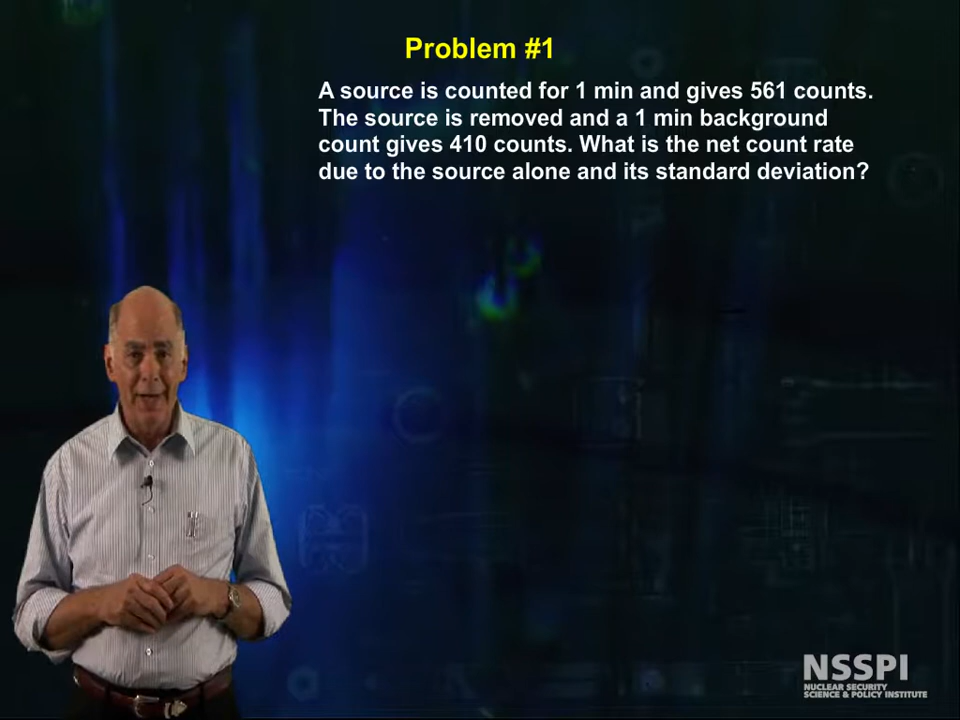 Problem #1
A source is counted for 1 min and gives 561 counts.
The source is removed and a 1 min background
count gives 410 counts. What is the net count rate
due to the source alone and its standard deviation?
NSSPI
NUCLEAR SECURITY
SCIENCE & POLICY INSTITUTE